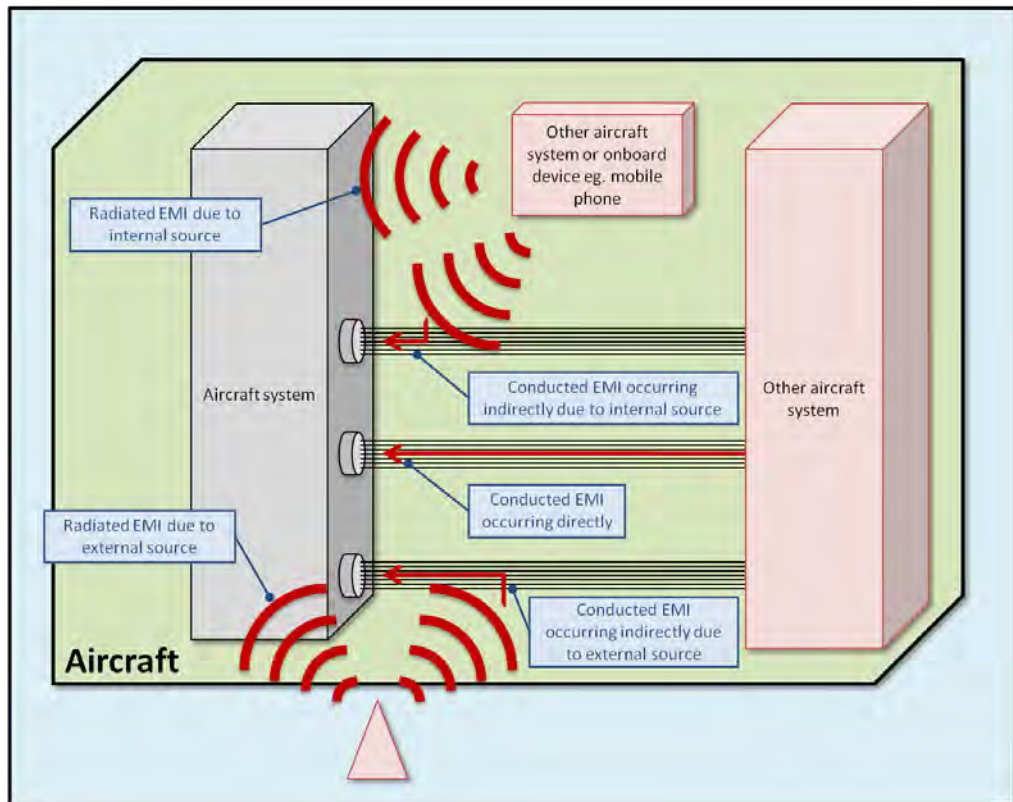 Other aircraft
system or onboard
device eg. mobile
phone
Radiated EMI due to
internal source
Aircraft system
Conducted EMI occurring
indirectly due to internal source
Other aircraft
system
Conducted EMI
occurring directly
Radiated EMI due to
external source
Conducted EMI
occurring indirectly due
to external source
Aircraft